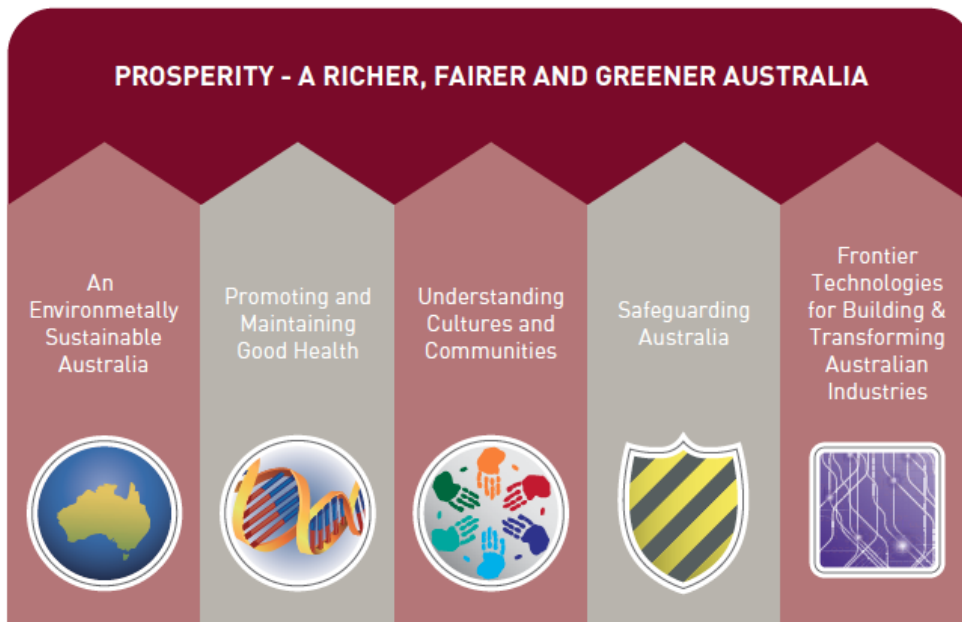 PROSPERITY - A RICHER, FAIRER AND GREENER AUSTRALIA
An
Environmetally
Sustainable
Australia
Promoting and
Maintaining
Good Health
Understanding
Cultures and
Communities
Safeguarding
Australia
Frontier
Technologies
for Building &
Transforming
Australian
Industries